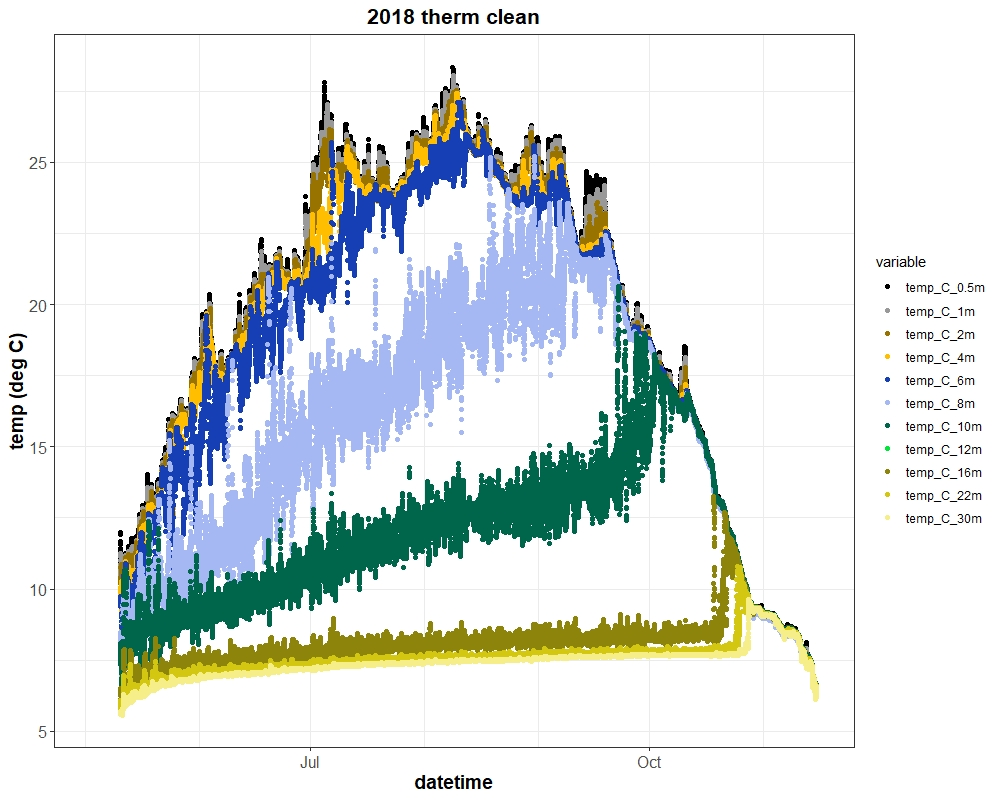 2018 therm clean
temp (deg C)
25
20
15
10
5
Jul
Oct
datetime
variable
temp_C_0.5m
temp_C_1m
temp_C_2m
temp_C_4m
temp_C_6m
temp_C_8m
temp_C_10m
temp_C_12m
temp_C_16m
temp_C_22m
temp_C_30m